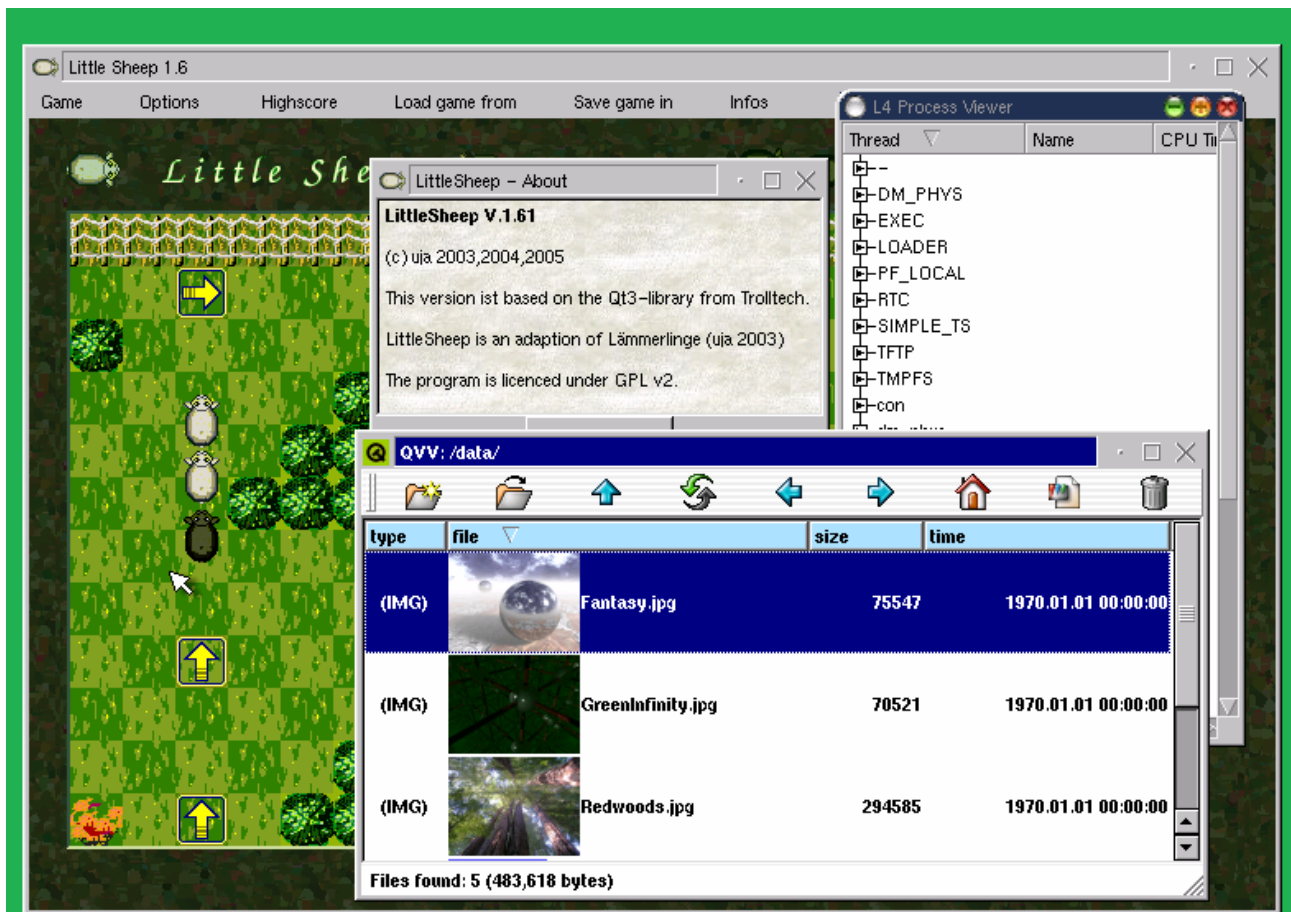 Little Sheep 1.6
Game Options Highscore Load game from Save game in Infos
Little She
LittleSheep – About
LittleSheep V.1.61
(c) uja 2003,2004,2005
This version ist based on the Qt3–library from Trolltech.
LittleSheep is an adaption of Lämmerlinge (uja 2003)
The program is licenced under GPL v2.
L4 Process Viewer
Thread Name CPU Ti
--
DM_PHYS
EXEC
LOADER
PF_LOCAL
RTC
SIMPLE_TS
TFTP
TMPFS
con
QVV: /data/
type file size time
(IMG) Fantasy.jpg 75547 1970.01.01 00:00:00
(IMG) GreenInfinity.jpg 70521 1970.01.01 00:00:00
(IMG) Redwoods.jpg 294585 1970.01.01 00:00:00
Files found: 5 (483,618 bytes)